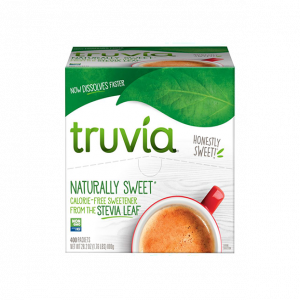 NOW DISSOLVES FASTER
truvia
HONESTLY
SWEET!
NATURALLY SWEET*
CALORIE-FREE SWEETENER
FROM THE STEVIA LEAF
400 PACKETS